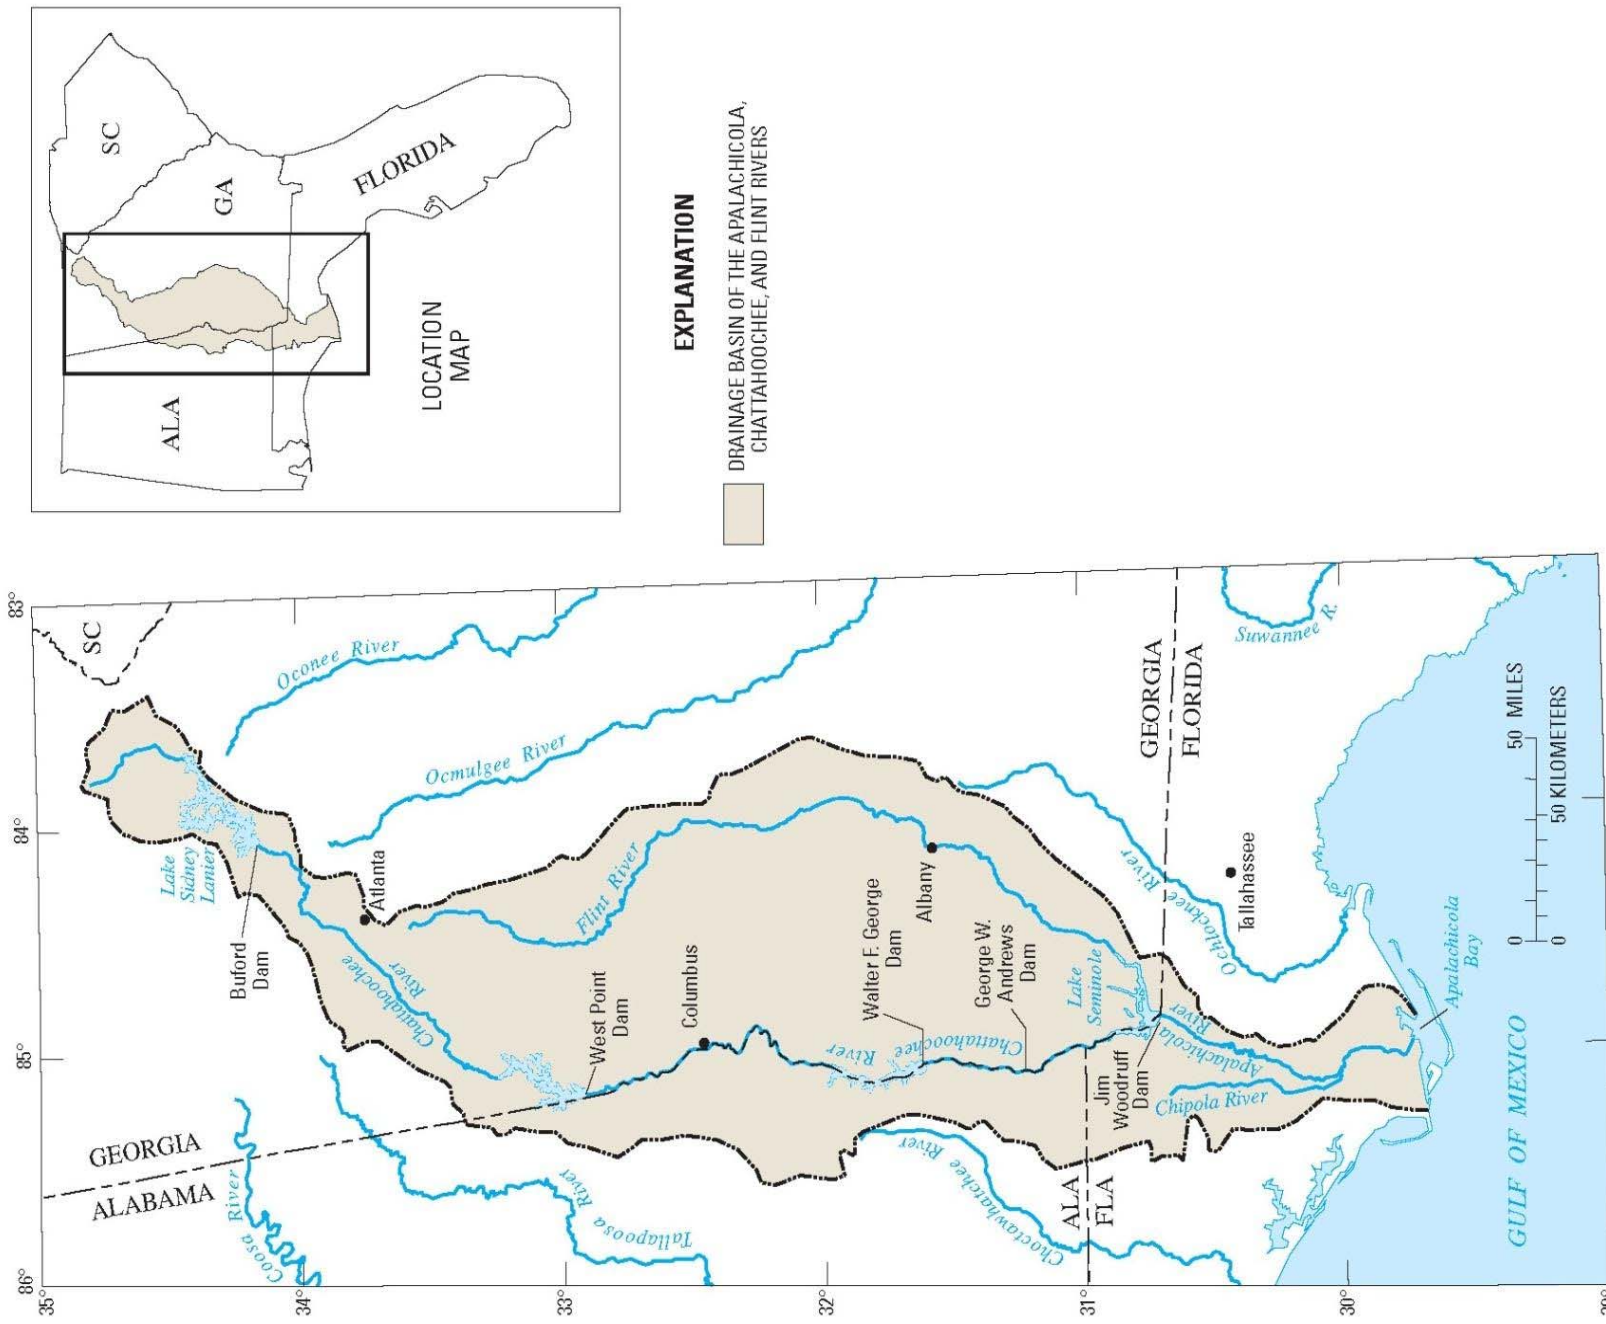 SC
GA
FLORIDA
ALA
LOCATION
MAP
EXPLANATION
DRAINAGE BASIN OF THE APALACHICOLA,
CHATTAHOOCHEE, AND FLINT RIVERS
86°
85°
84°
83°
35°
34°
33°
32°
31°
30°
SC
GEORGIA
ALABAMA
Coosa River
Tallapoosa River
Oconee River
Ocmulgee River
Lake
Sidney
Lanier
Buford
Dam
Atlanta
Chattahoochee
River
Flint River
West Point
Dam
Columbus
Walter F. George
Dam
Albany
George W.
Andrews
Dam
Chattahoochee
River
Lake
Seminole
Jim
Woodruff
Dam
Apalachicola
River
Chipola River
Choctawhatchee River
River
ALA
FLA
GEORGIA
FLORIDA
Ochlocknee River
Tallahassee
Suwannee R.
Apalachicola
Bay
GULF OF MEXICO
0 50 MILES
0 50 KILOMETERS